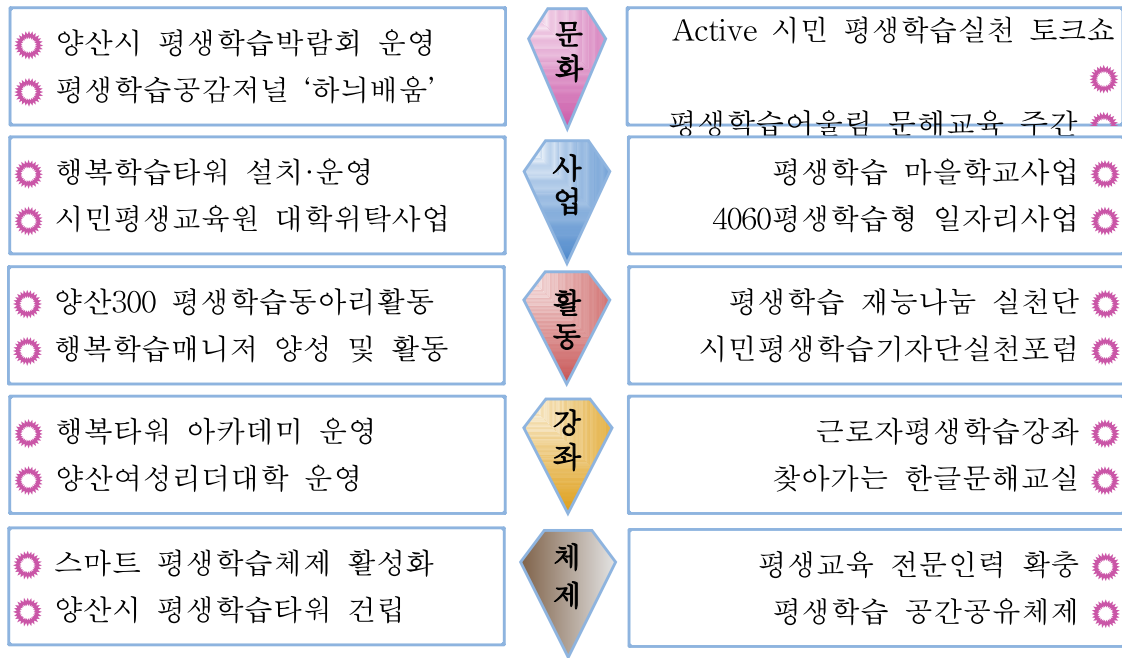 양산시 평생학습박람회 운영
평생학습공감저널 ‘하늬배움’
문화
Active 시민 평생학습실천 토크쇼
평생학습어울림 문해교육 주간
행복학습타워 설치·운영
시민평생교육원 대학위탁사업
사업
평생학습 마을학교사업
4060평생학습형 일자리사업
양산300 평생학습동아리활동
행복학습매니저 양성 및 활동
활동
평생학습 재능나눔 실천단
시민평생학습기자단실천포럼
행복타워 아카데미 운영
양산여성리더대학 운영
강좌
근로자평생학습강좌
찾아가는 한글문해교실
스마트 평생학습체제 활성화
양산시 평생학습타워 건립
체제
평생교육 전문인력 확충
평생학습 공간공유체제